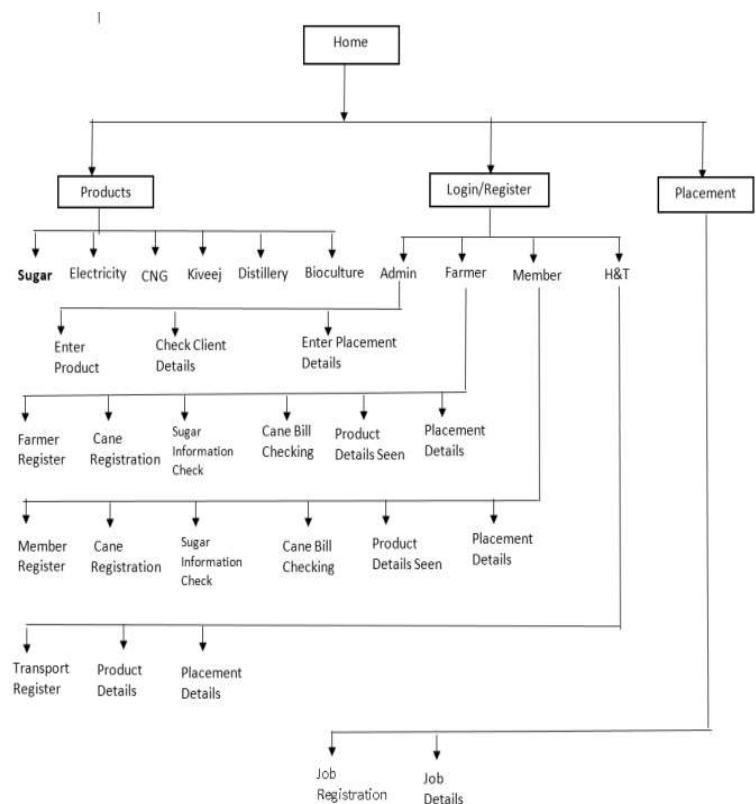 Home
Products
Login/Register
Placement
Sugar Electricity CNG Kiveej Distillery Bioculture Admin Farmer Member H&T
Enter
Product
Check Client
Details
Enter Placement
Details
Farmer
Register
Cane
Registration
Sugar
Information
Check
Cane Bill
Checking
Product
Details Seen
Placement
Details
Member
Register
Cane
Registration
Sugar
Information
Check
Cane Bill
Checking
Product
Details Seen
Placement
Details
Transport
Register
Product
Details
Placement
Details
Job
Registration
Job
Details